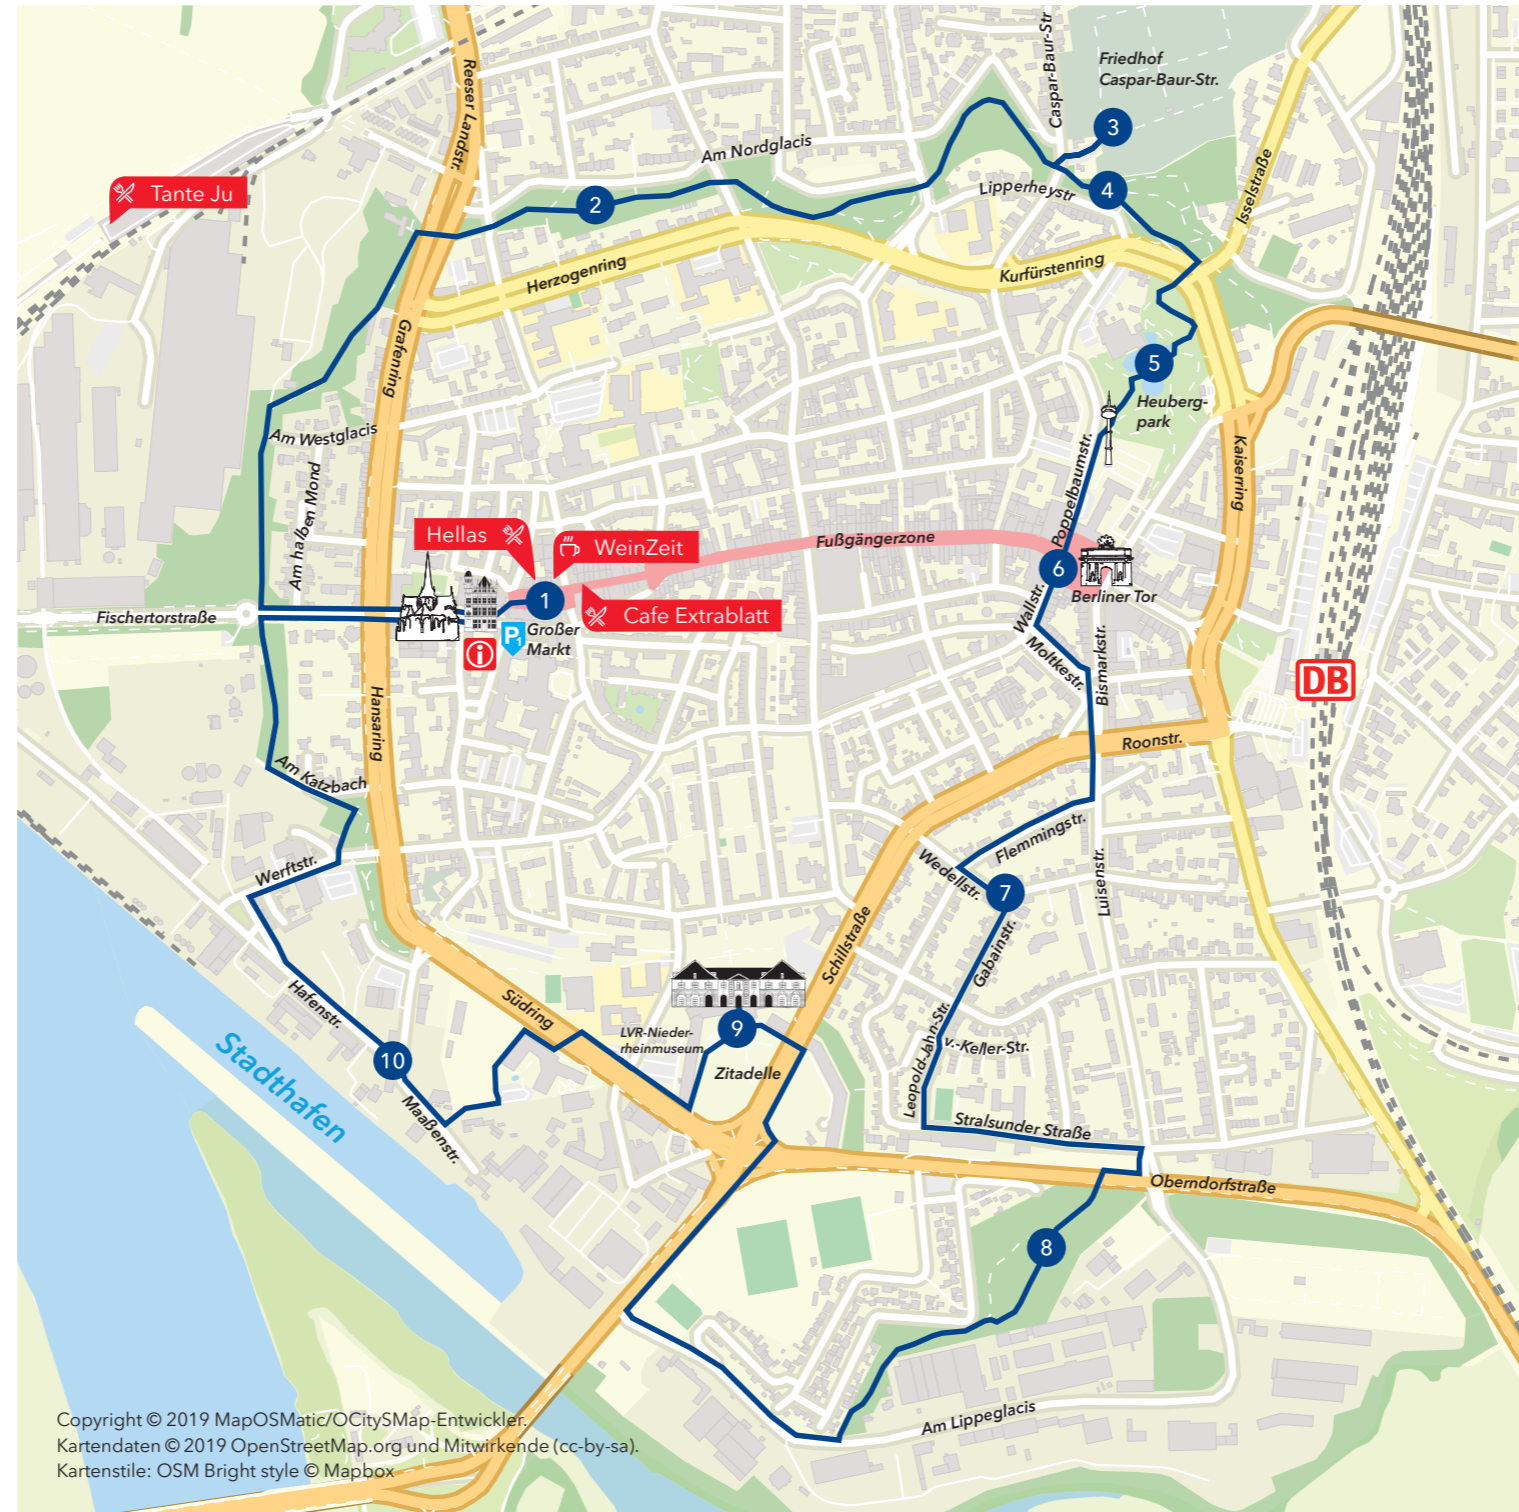 Reeser Landstr.
Caspar-Baur-Str
Friedhof
Caspar-Baur-Str.
3
Am Nordglacis
Tante Ju
2
Lipperheystr
4
Isselstraße
Herzogenring
Kurfürstenring
Grafenring
5
Heuberg-
park
Am Westglacis
Kaiserring
Poppelbaumstr.
Am halben Mond
Hellas
WeinZeit
Fußgängerzone
6
1
Cafe Extrablatt
Berliner Tor
Fischertorstraße
Wallstr.
P1
Großer
Markt
i
Moltkestr.
Bismarkstr.
DB
Hansaring
Roonstr.
Am Katzbach
Flemmingstr.
Werftstr.
Wedellstr.
7
Luisenstr.
Schillstraße
Gabainstr.
Hafenstr.
Südring
LVR-Nieder-
rheinmuseum
9
Leopold-Jahn-Str.
v.-Keller-Str.
Stadthafen
10
Zitadelle
Maaßenstr.
Stralsunder Straße
Oberndorfstraße
8
Am Lippeglacis
Copyright © 2019 MapOSMatic/OCitySMap-Entwickler.
Kartendaten © 2019 OpenStreetMap.org und Mitwirkende (cc-by-sa).
Kartenstile: OSM Bright style © Mapbox